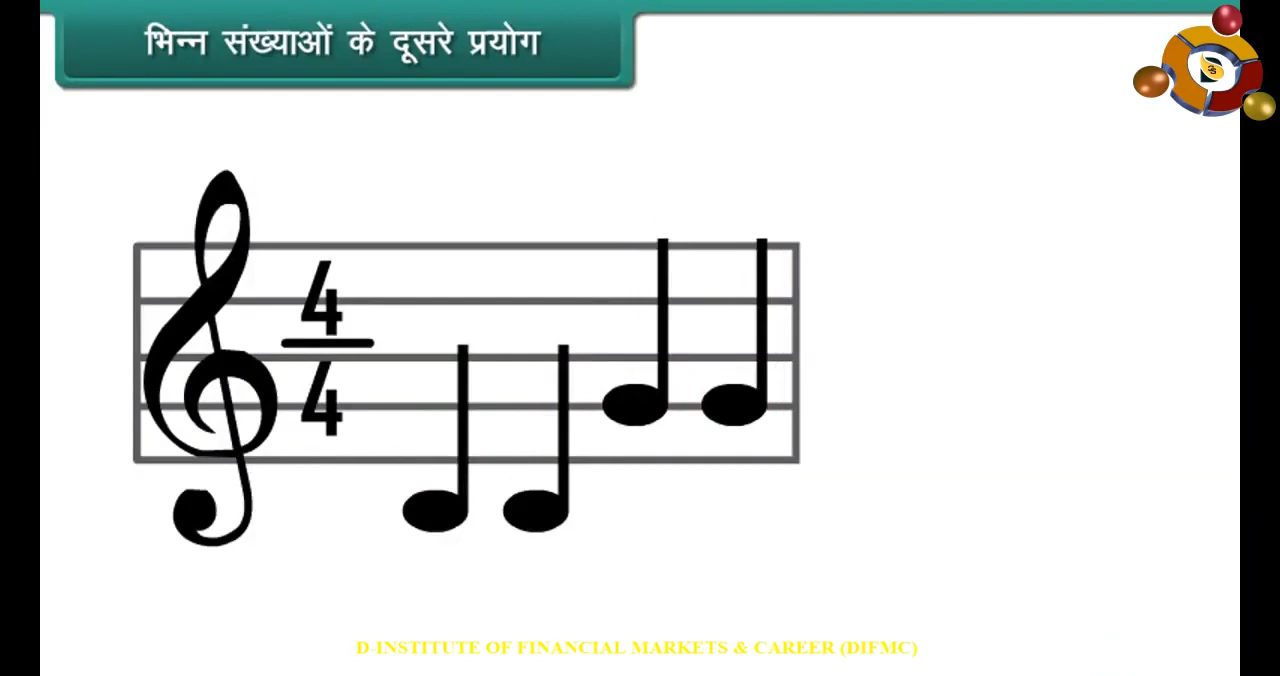 भिन्न संख्याओं के दूसरे प्रयोग
4
4
D-INSTITUTE OF FINANCIAL MARKETS & CAREER (DIFMC)